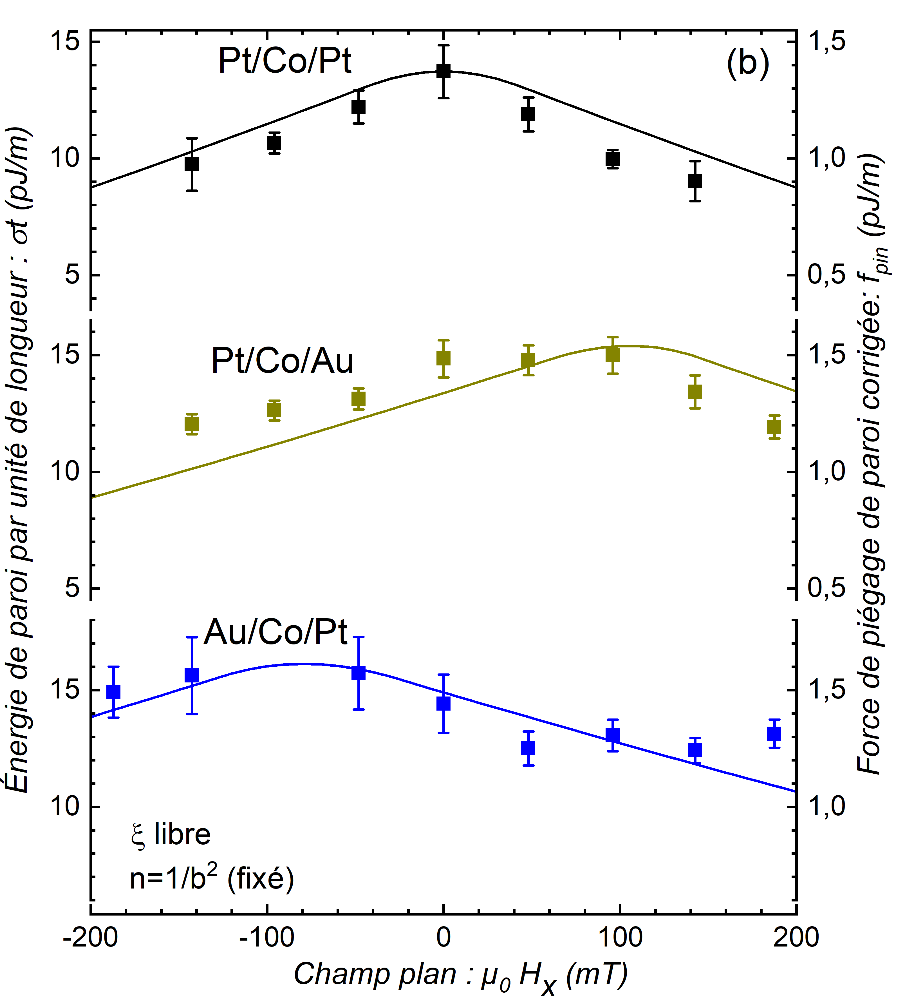 Énergie de paroi par unité de longueur : σt (pJ/m)
Force de piégage de paroi corrigée: f_pin (pJ/m)
(b)
Pt/Co/Pt
15
10
5
1,5
1,0
0,5
Pt/Co/Au
15
10
5
1,5
1,0
0,5
Au/Co/Pt
15
10
1,5
1,0
ξ libre
n=1/b² (fixé)
-200 -100 0 100 200
Champ plan : μ₀ Hₓ (mT)